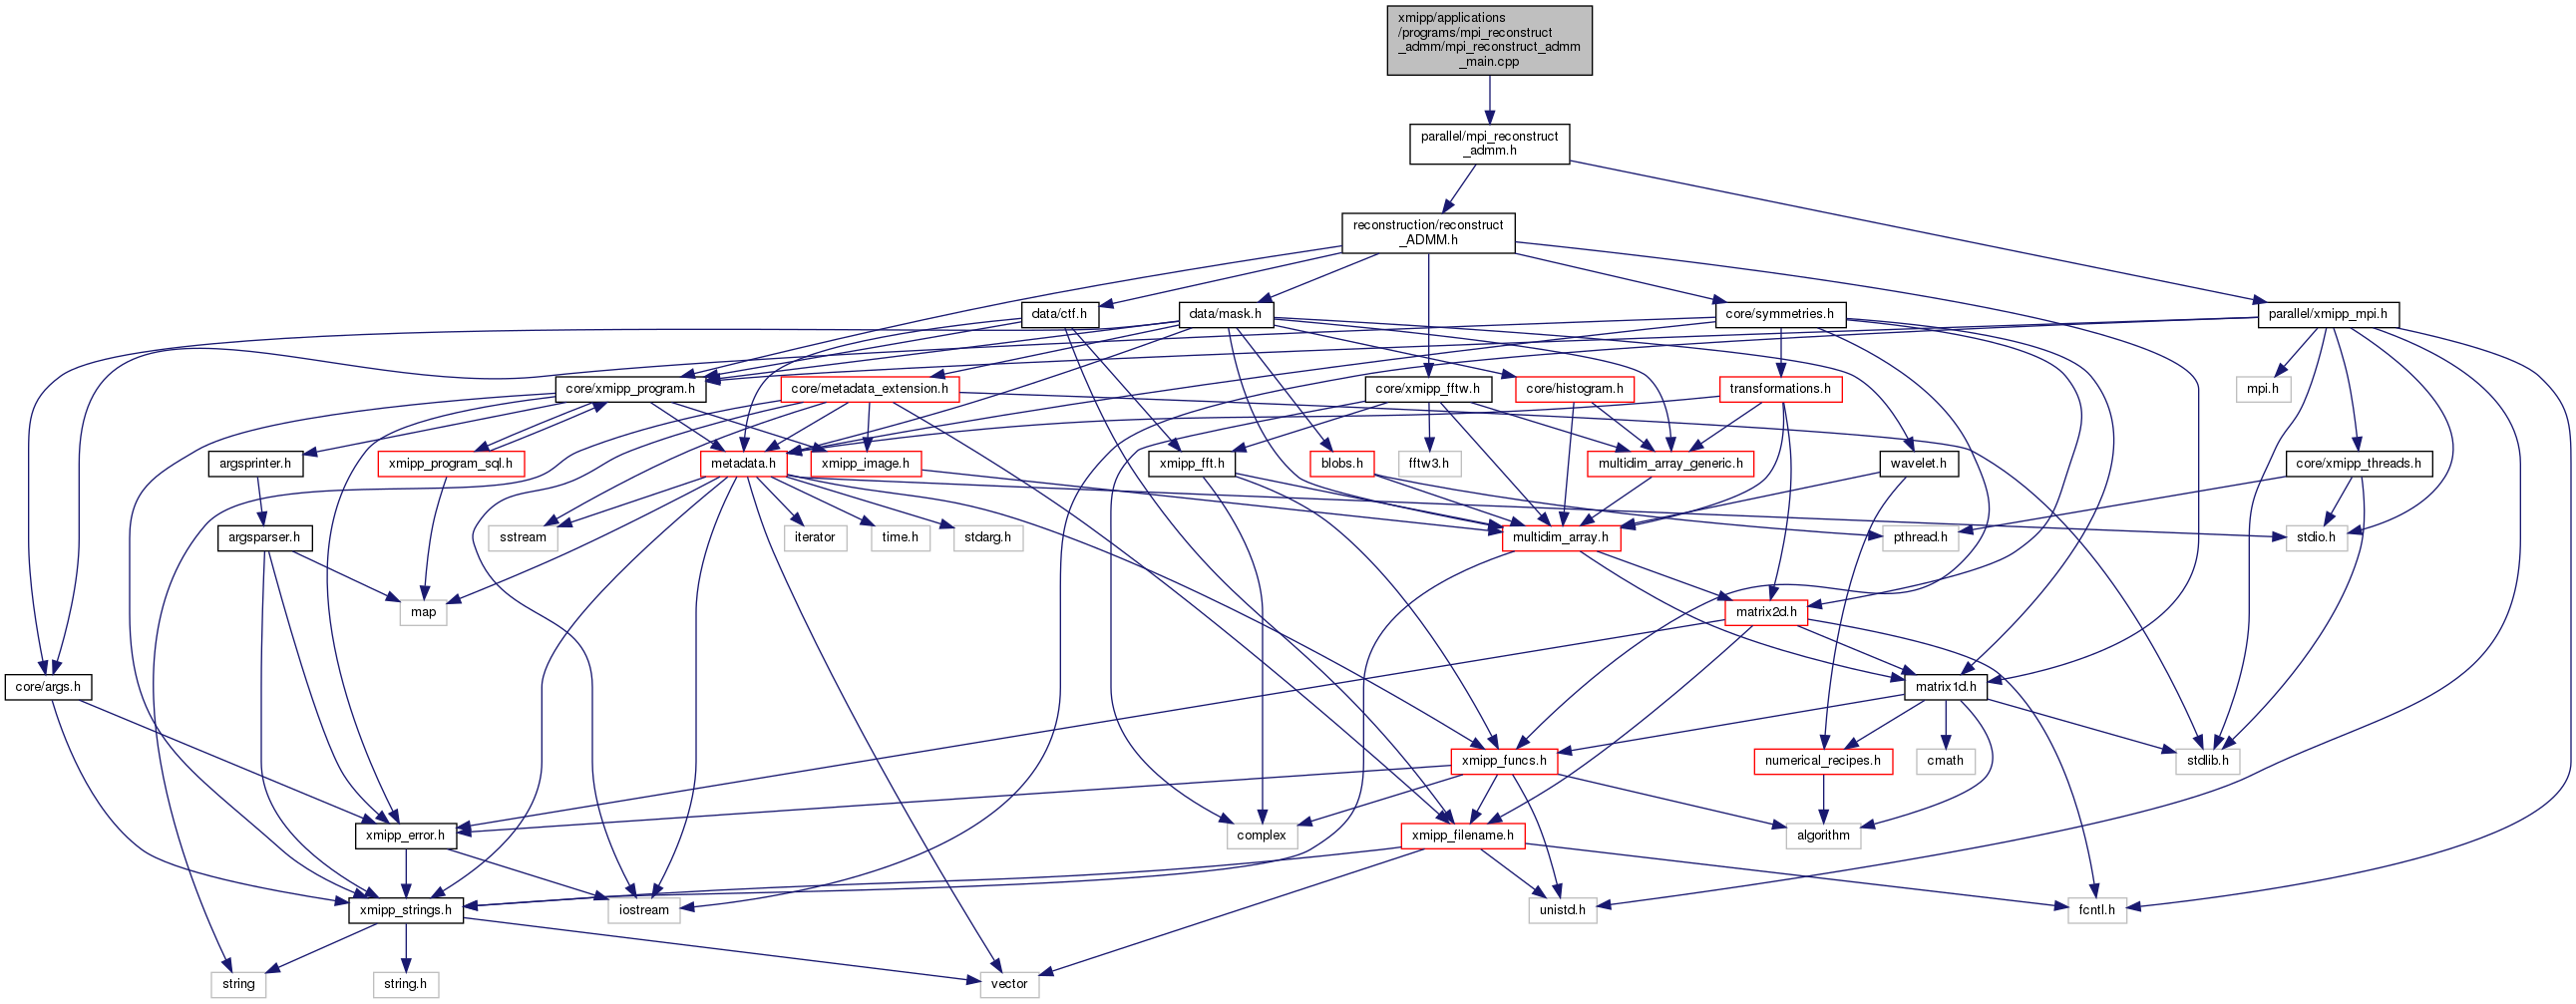 xmipp/applications
/programs/mpi_reconstruct
_admm/mpi_reconstruct_admm
_main.cpp
parallel/mpi_reconstruct
_admm.h
reconstruction/reconstruct
_ADMM.h
data/ctf.h
data/mask.h
core/symmetries.h
parallel/xmipp_mpi.h
core/xmipp_program.h
core/metadata_extension.h
core/xmipp_fftw.h
core/histogram.h
transformations.h
mpi.h
argsprinter.h
xmipp_program_sql.h
metadata.h
xmipp_image.h
xmipp_fft.h
blobs.h
fftw3.h
multidim_array_generic.h
wavelet.h
core/xmipp_threads.h
argsparser.h
sstream
iterator
time.h
stdarg.h
multidim_array.h
pthread.h
stdio.h
map
matrix2d.h
core/args.h
matrix1d.h
xmipp_funcs.h
numerical_recipes.h
cmath
stdlib.h
xmipp_error.h
complex
xmipp_filename.h
algorithm
xmipp_strings.h
iostream
unistd.h
fcntl.h
string
string.h
vector